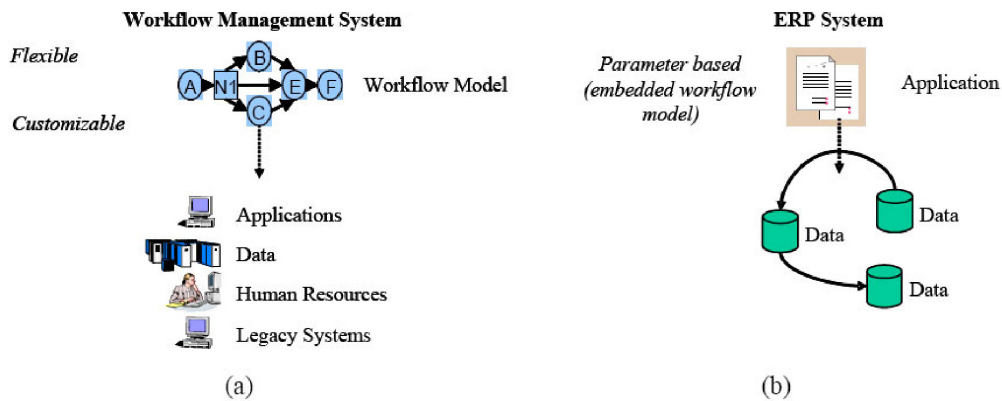 Workflow Management System
Flexible
B
A
N1
E
F
Workflow Model
C
Customizable
Applications
Data
Human Resources
Legacy Systems
(a)
ERP System
Parameter based
(embedded workflow
model)
Application
Data
Data
Data
(b)